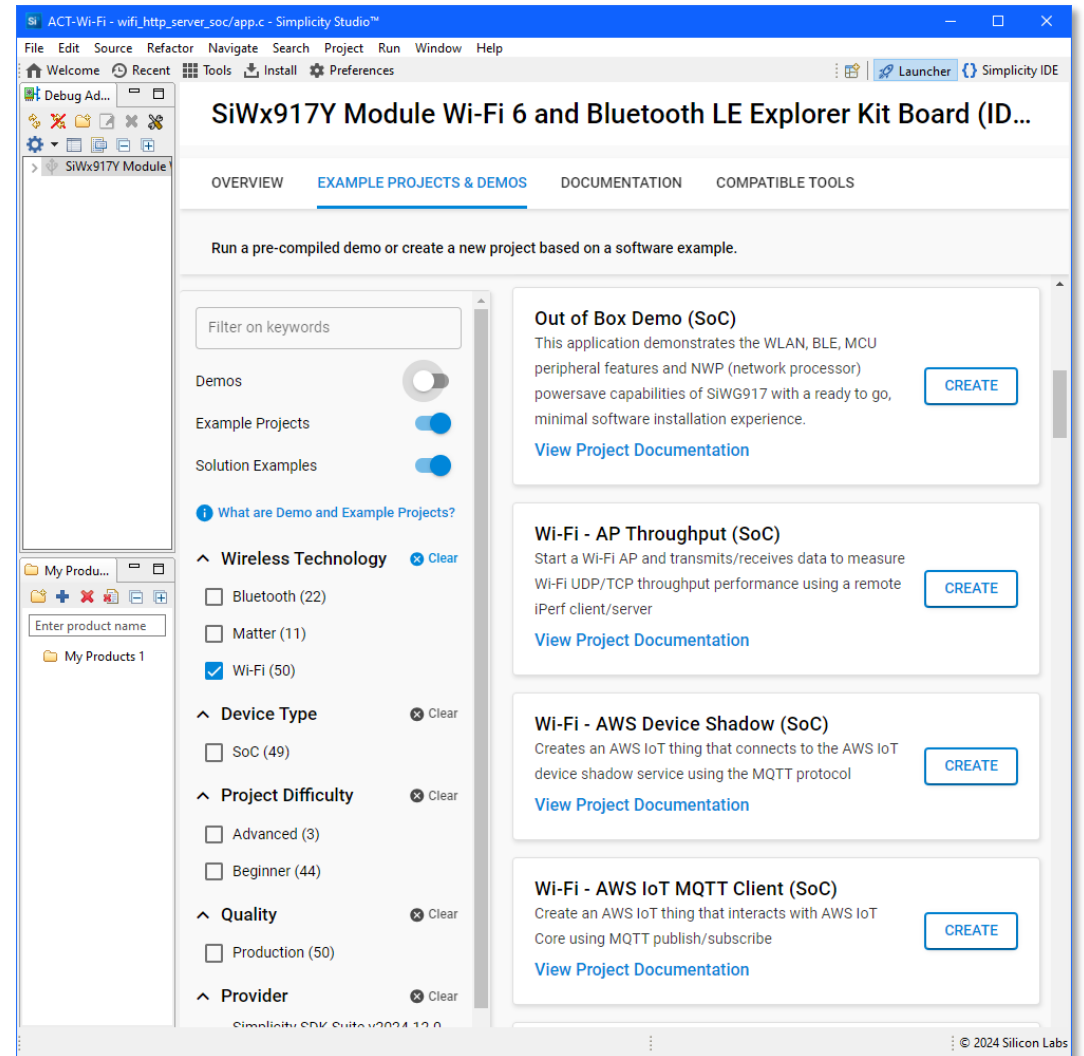 ACT-Wi-Fi - wifi_http_server_soc/app.c - Simplicity Studio™
File Edit Source Refactor Navigate Search Project Run Window Help
Welcome Recent Tools Install Preferences Launcher Simplicity IDE
Debug Ad...
SiWx917Y Module
SiWx917Y Module Wi-Fi 6 and Bluetooth LE Explorer Kit Board (ID...
OVERVIEW EXAMPLE PROJECTS & DEMOS DOCUMENTATION COMPATIBLE TOOLS
Run a pre-compiled demo or create a new project based on a software example.
Filter on keywords
Demos
Example Projects
Solution Examples
What are Demo and Example Projects?
Wireless Technology Clear
Bluetooth (22)
Matter (11)
Wi-Fi (50)
Device Type Clear
SoC (49)
Project Difficulty Clear
Advanced (3)
Beginner (44)
Quality Clear
Production (50)
Provider Clear
Simplicity SDK Suite v2024.12.0
Out of Box Demo (SoC)
This application demonstrates the WLAN, BLE, MCU
peripheral features and NWP (network processor)
powersave capabilities of SiWG917 with a ready to go,
minimal software installation experience.
View Project Documentation
CREATE
Wi-Fi - AP Throughput (SoC)
Start a Wi-Fi AP and transmits/receives data to measure
Wi-Fi UDP/TCP throughput performance using a remote
iPerf client/server
View Project Documentation
CREATE
Wi-Fi - AWS Device Shadow (SoC)
Creates an AWS IoT thing that connects to the AWS IoT
device shadow service using the MQTT protocol
View Project Documentation
CREATE
Wi-Fi - AWS IoT MQTT Client (SoC)
Create an AWS IoT thing that interacts with AWS IoT
Core using MQTT publish/subscribe
View Project Documentation
CREATE
My Produ...
Enter product name
My Products 1
© 2024 Silicon Labs